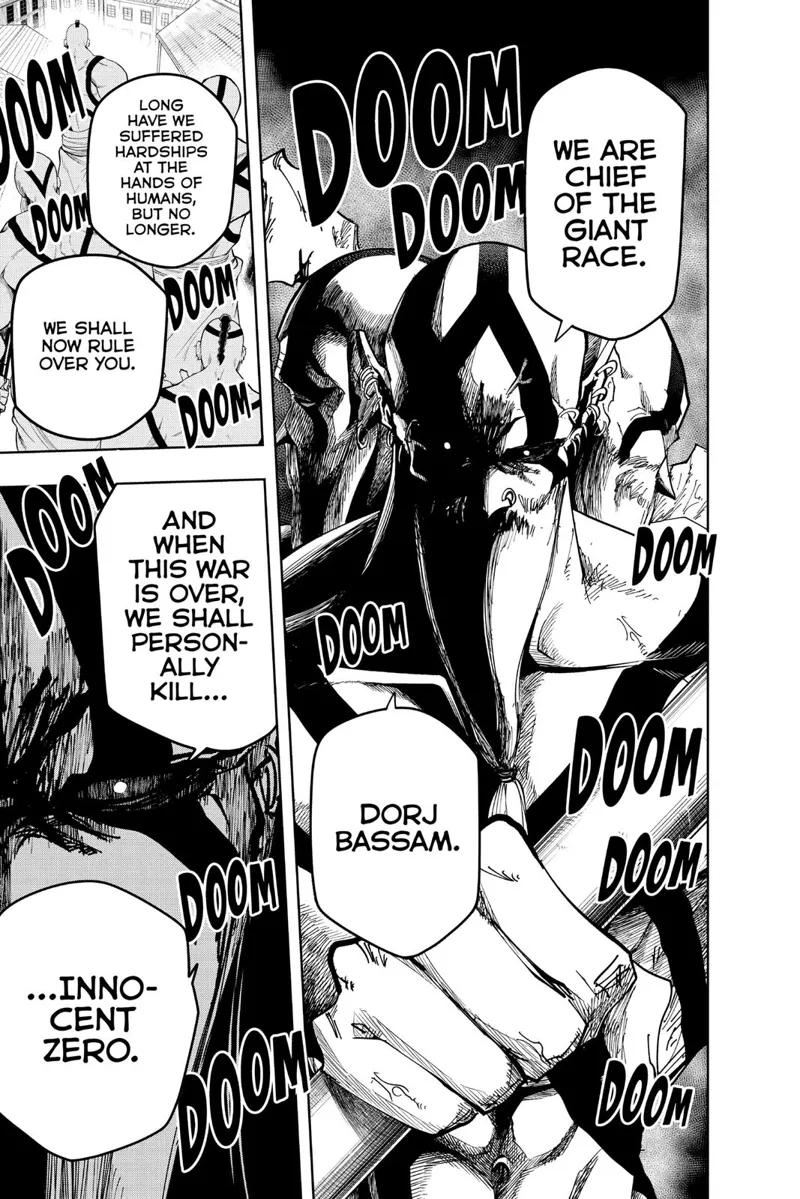 DOOM
DOOM
WE ARE
CHIEF
OF THE
GIANT
RACE.
DOOM
DOOM
DORJ
BASSAM.
DOOM
DOOM
DOOM
DOOM
LONG
HAVE WE
SUFFERED
HARDSHIPS
AT THE
HANDS OF
HUMANS,
BUT NO
LONGER.
DOOM
DOOM
WE SHALL
NOW RULE
OVER YOU.
DOOM
DOOM
AND
WHEN
THIS WAR
IS OVER,
WE SHALL
PERSON-
ALLY
KILL...
DOOM
...INNO-
CENT
ZERO.
DOOM